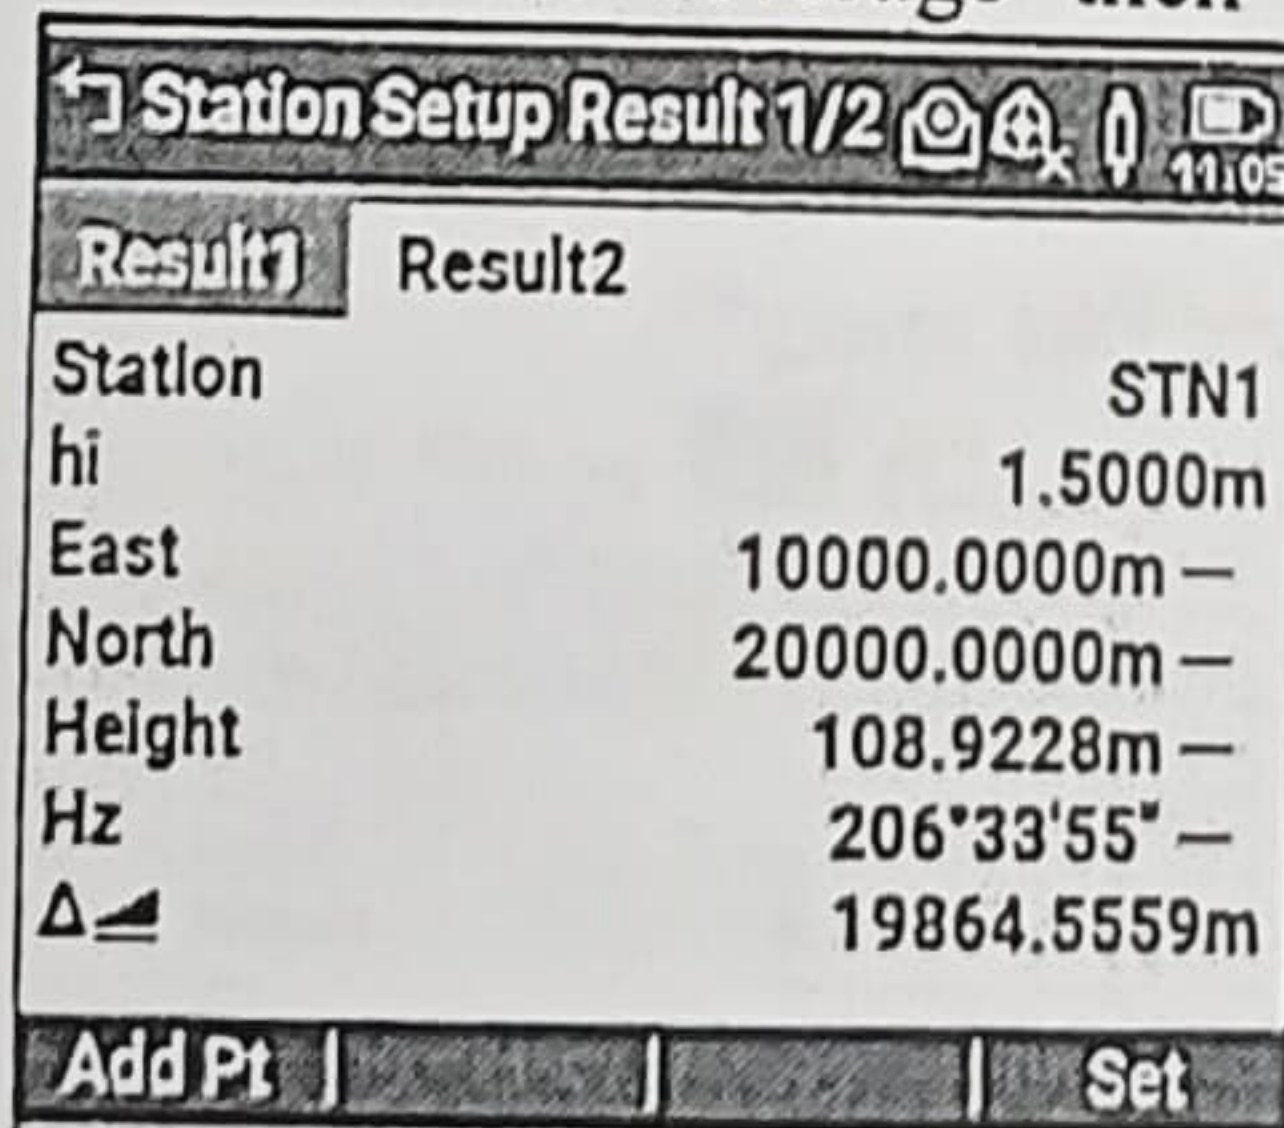 then
Station Setup Result 1/2
11:05
Result1 Result2
Station STN1
hi 1.5000m
East 10000.0000m —
North 20000.0000m —
Height 108.9228m —
Hz 206°33'55" —
Δ 19864.5559m
Add Pt Set